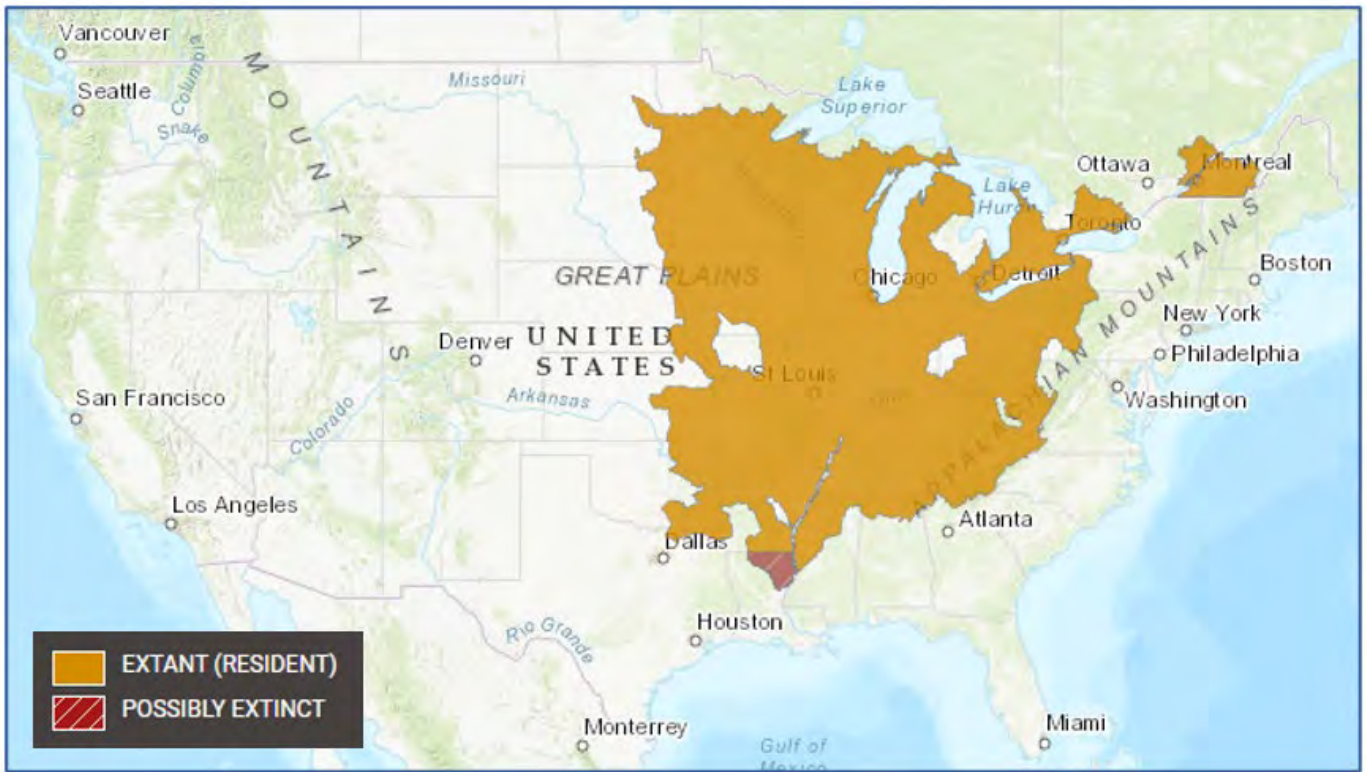 Vancouver
Seattle
Columbia
Snake
MOUNTAINS
Missouri
Lake
Superior
Ottawa
Montreal
Lake
Huron
Toronto
Boston
GREAT PLAINS
Chicago
Detroit
New York
Denver
UNITED
STATES
Philadelphia
St Louis
Washington
San Francisco
Colorado
Arkansas
APPALACHIAN MOUNTAINS
Los Angeles
Atlanta
Dallas
Houston
Rio Grande
EXTANT (RESIDENT)
POSSIBLY EXTINCT
Monterrey
Miami
Gulf of
Mexico